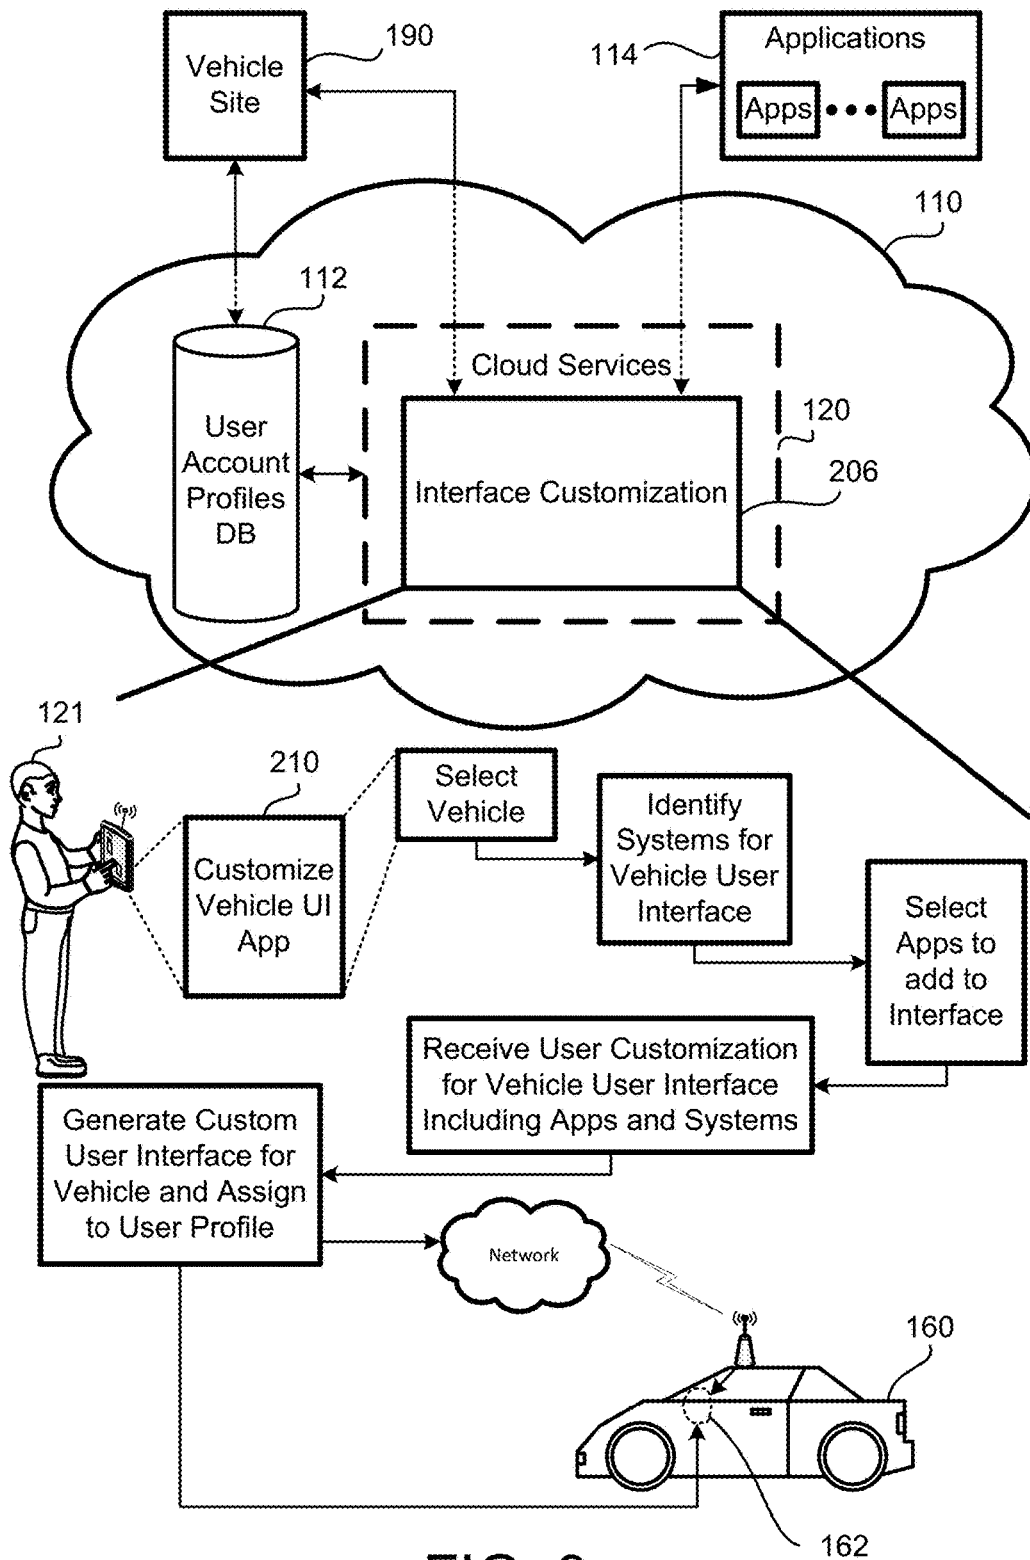 190
Vehicle
Site
114
Applications
Apps
Apps
110
112
Cloud Services
120
User
Account
Profiles
DB
Interface Customization
206
121
210
Select
Vehicle
Customize
Vehicle UI
App
Identify
Systems for
Vehicle User
Interface
Select
Apps to
add to
Interface
Receive User Customization
for Vehicle User Interface
Including Apps and Systems
Generate Custom
User Interface for
Vehicle and Assign
to User Profile
Network
160
162